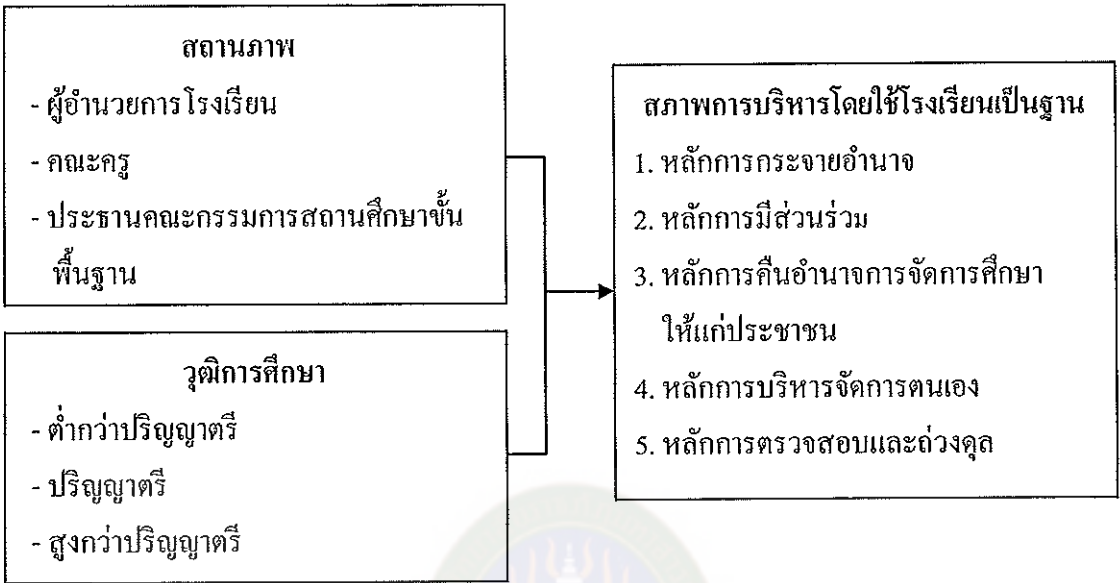 สถานภาพ
- ผู้อำนวยการโรงเรียน
- คณะครู
- ประธานคณะกรรมการสถานศึกษาขั้น
พื้นฐาน
วุฒิการศึกษา
- ต่ำกว่าปริญญาตรี
- ปริญญาตรี
- สูงกว่าปริญญาตรี
สภาพการบริหารโดยใช้โรงเรียนเป็นฐาน
1. หลักการกระจายอำนาจ
2. หลักการมีส่วนร่วม
3. หลักการคืนอำนาจการจัดการศึกษา
ให้แก่ประชาชน
4. หลักการบริหารจัดการตนเอง
5. หลักการตรวจสอบและถ่วงดุล